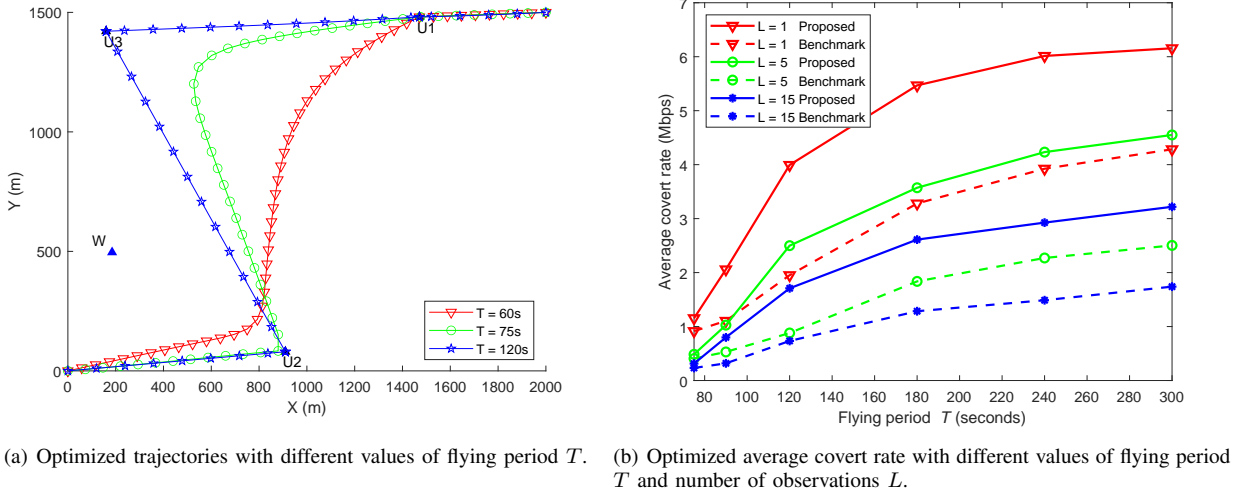 1500
1000
500
0
Y (m)
U3
U1
W
U2
T = 60s
T = 75s
T = 120s
0 200 400 600 800 1000 1200 1400 1600 1800 2000
X (m)
7
6
5
4
3
2
1
0
Average covert rate (Mbps)
L = 1 Proposed
L = 1 Benchmark
L = 5 Proposed
L = 5 Benchmark
L = 15 Proposed
L = 15 Benchmark
80 100 120 140 160 180 200 220 240 260 280 300
Flying period T (seconds)
(a) Optimized trajectories with different values of flying period T.
(b) Optimized average covert rate with different values of flying period
T and number of observations L.